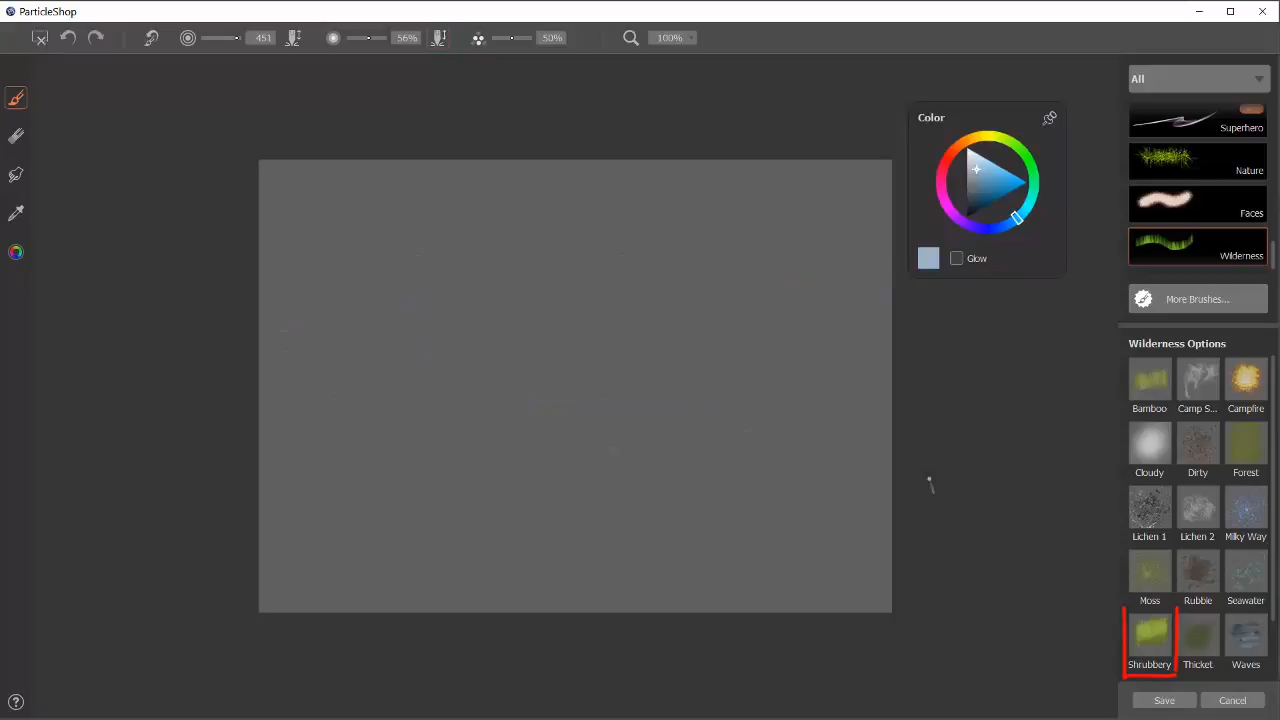 ParticleShop
451
56%
50%
100%
All
Superhero
Nature
Faces
Wilderness
More Brushes...
Color
Glow
Wilderness Options
Bamboo Camp S... Campfire
Cloudy Dirty Forest
Lichen 1 Lichen 2 Milky Way
Moss Rubble Seawater
Shrubbery Thicket Waves
Save Cancel